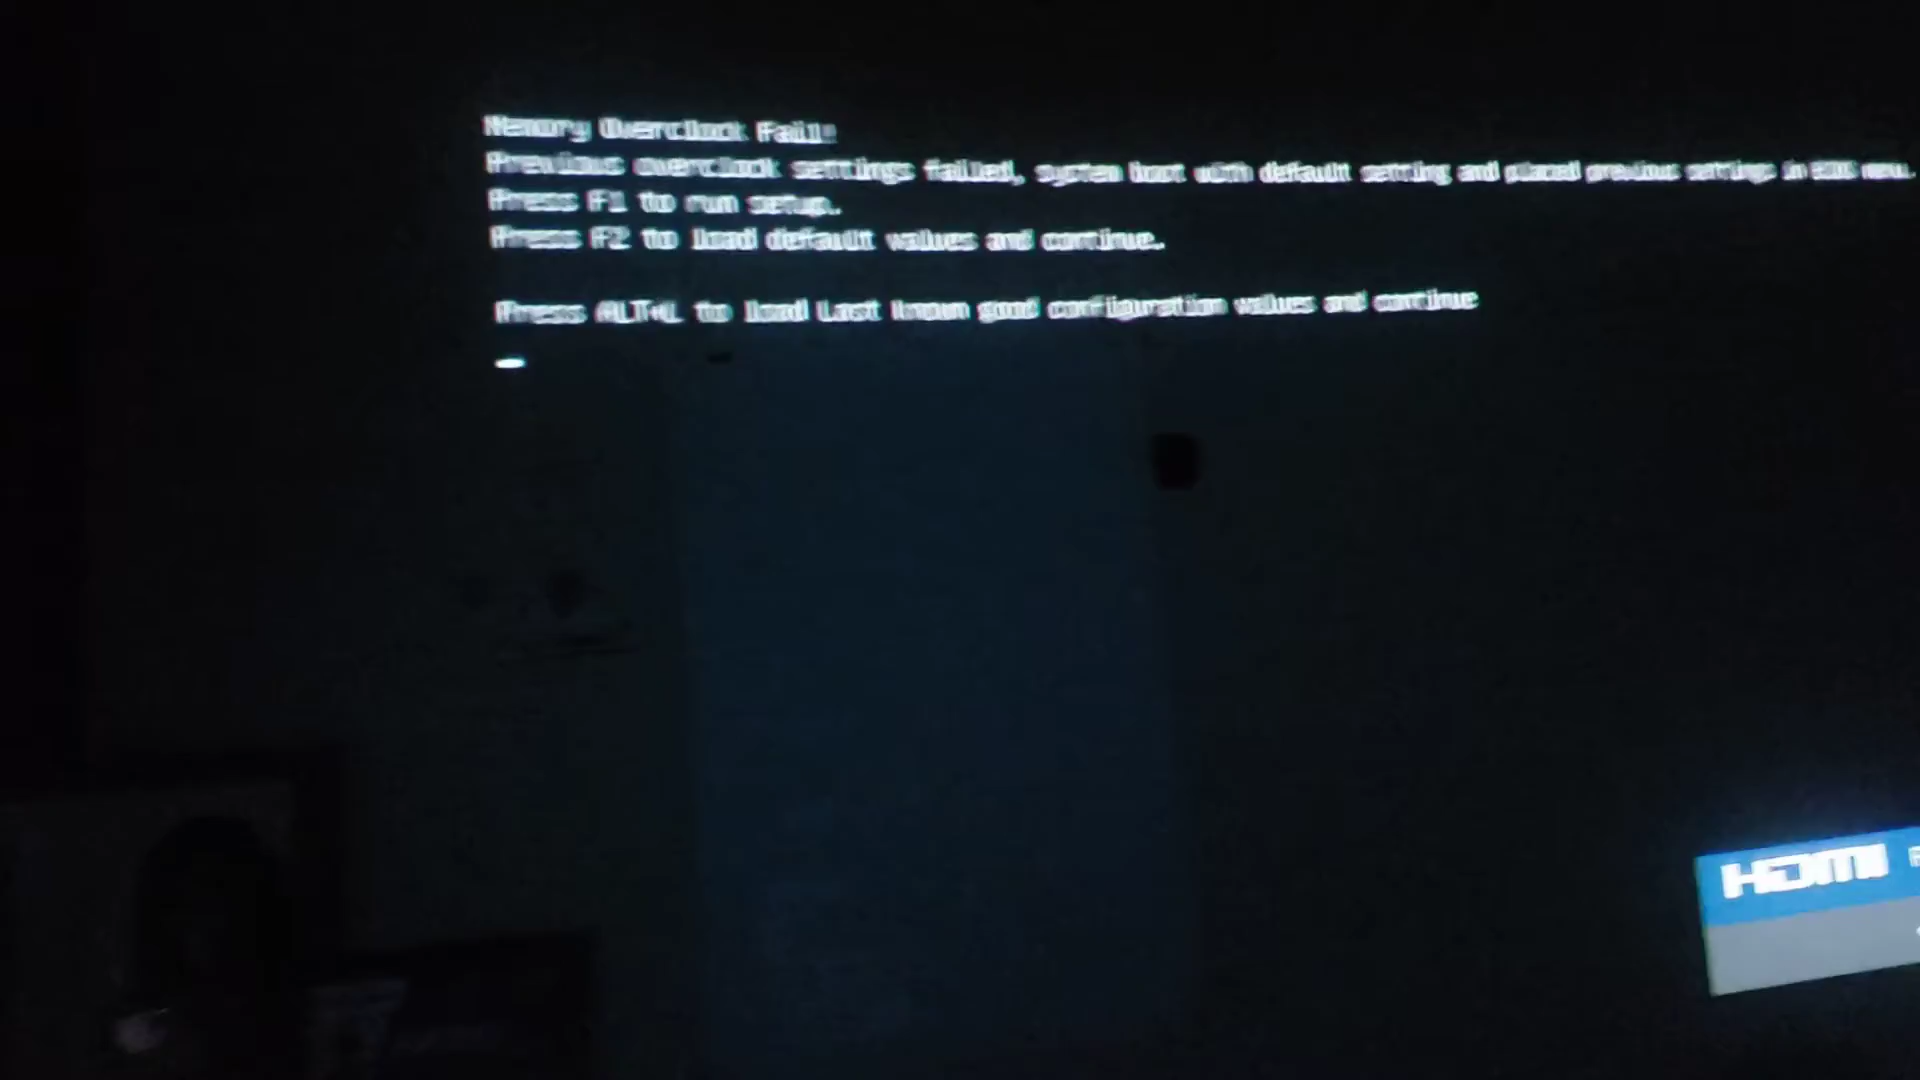 Memory Overclock Fail!
Previous overclock settings failed, system boot with default setting and placed previous settings in BIOS menu.
Press F1 to run setup.
Press F2 to load default values and continue.
Press ALT+L to load Last known good configuration values and continue
HDMI